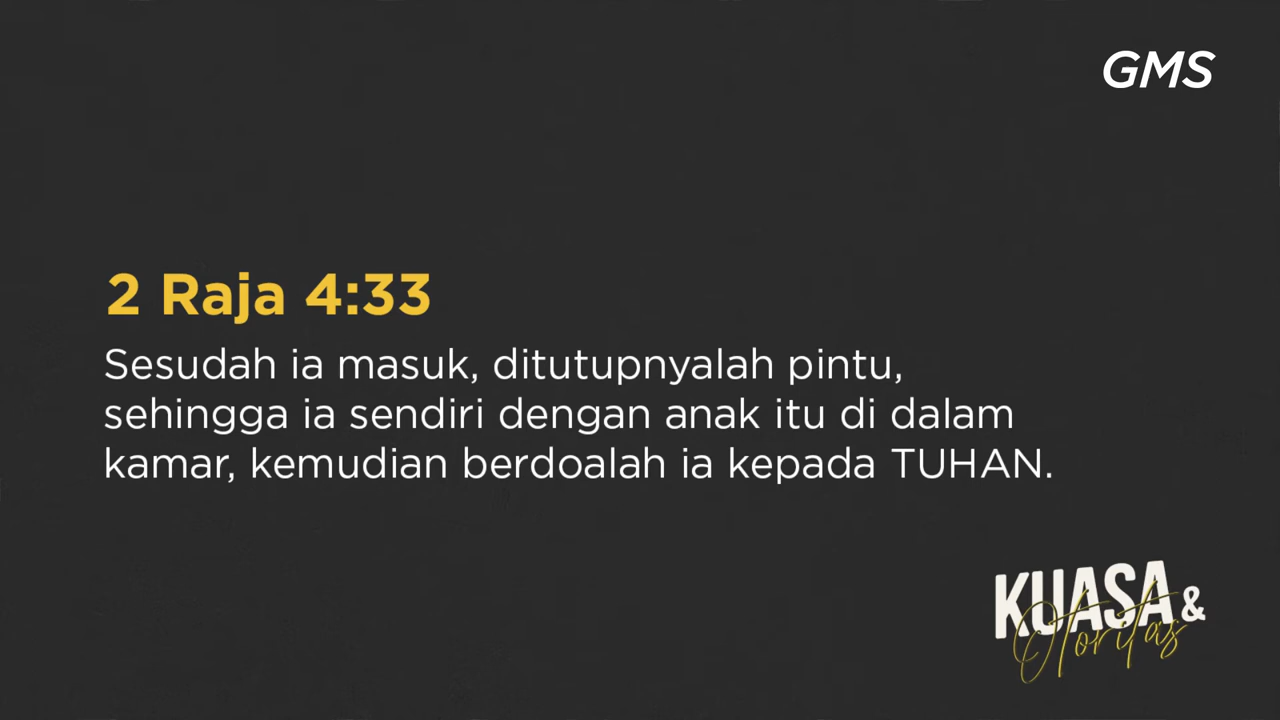 GMS
2 Raja 4:33
Sesudah ia masuk, ditutupnyalah pintu,
sehingga ia sendiri dengan anak itu di dalam
kamar, kemudian berdoalah ia kepada TUHAN.
KUASA &
Otoritas